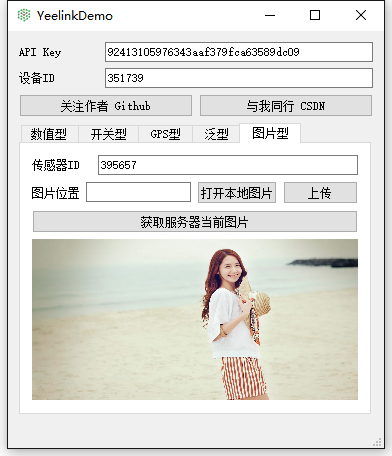 YeelinkDemo
API Key 92413105976343aaf379fca63589dc09
设备ID 351739
关注作者 Github 与我同行 CSDN
数值型 开关型 GPS型 泛型 图片型
传感器ID 395657
图片位置 打开本地图片 上传
获取服务器当前图片